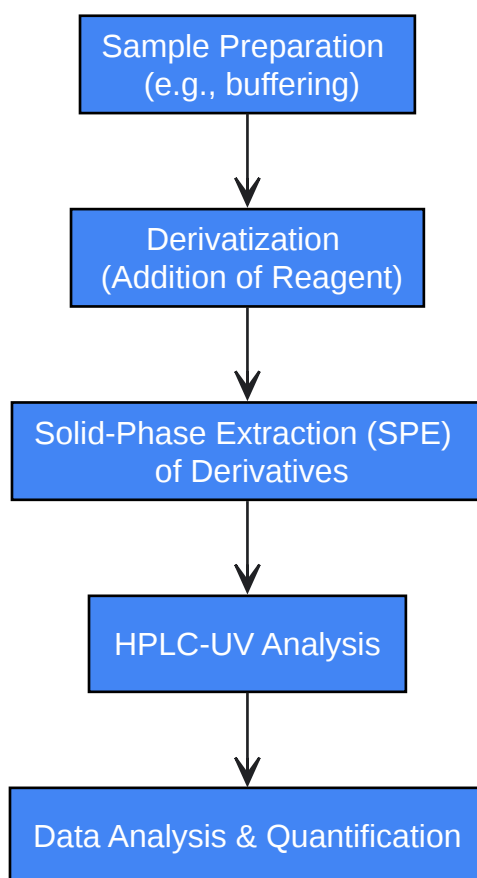 Sample Preparation
(e.g., buffering)
Derivatization
(Addition of Reagent)
Solid-Phase Extraction (SPE)
of Derivatives
HPLC-UV Analysis
Data Analysis & Quantification